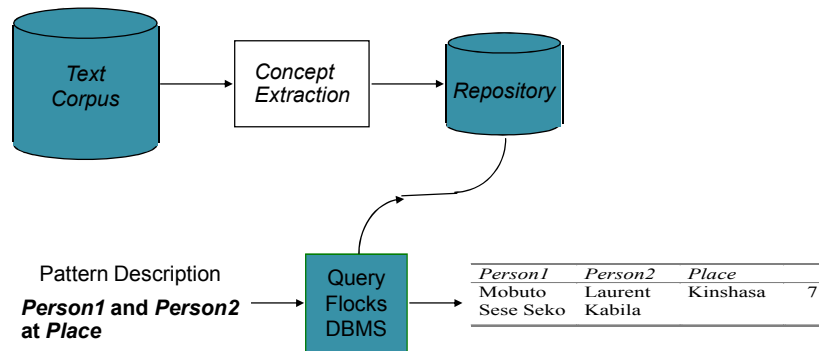 Text
Corpus
Concept
Extraction
Repository
Pattern Description
Person1 and Person2
at Place
Query
Flocks
DBMS
Person1 Person2 Place
Mobuto Laurent Kinshasa 7
Sese Seko Kabila